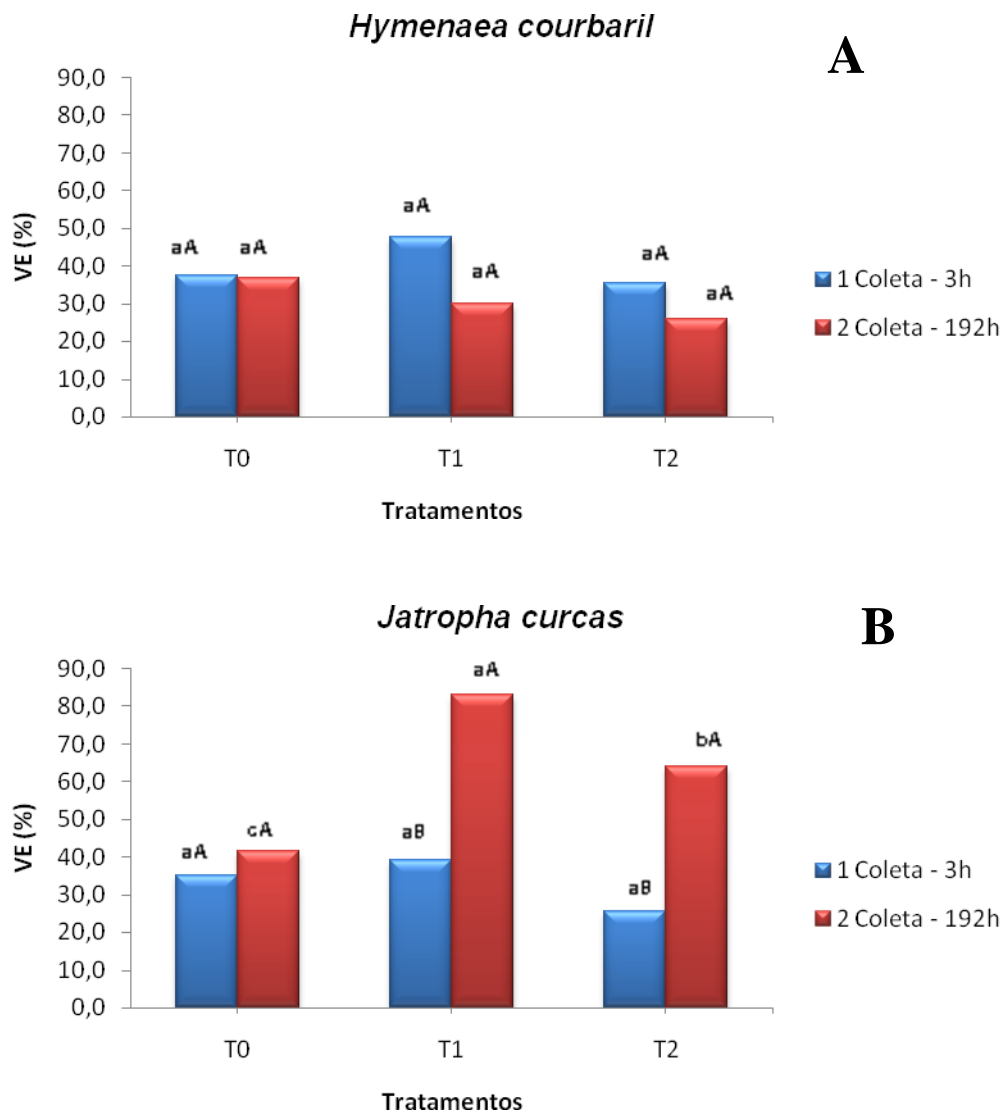 Hymenaea courbaril
A
90,0
80,0
70,0
60,0
50,0
40,0
30,0
20,0
10,0
0,0
VE (%)
aA aA
aA
aA
aA
aA
T0 T1 T2
Tratamentos
1 Coleta - 3h
2 Coleta - 192h
Jatropha curcas
B
90,0
80,0
70,0
60,0
50,0
40,0
30,0
20,0
10,0
0,0
VE (%)
aA
cA
aB
aA
aB
bA
T0 T1 T2
Tratamentos
1 Coleta - 3h
2 Coleta - 192h